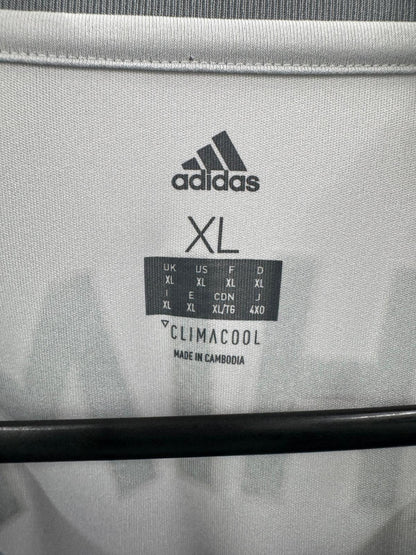 adidas
XL
UK US F D
XL XL XL XL
I E CDN J
XL XL XL/TG 4XO
CLIMACOOL
MADE IN CAMBODIA